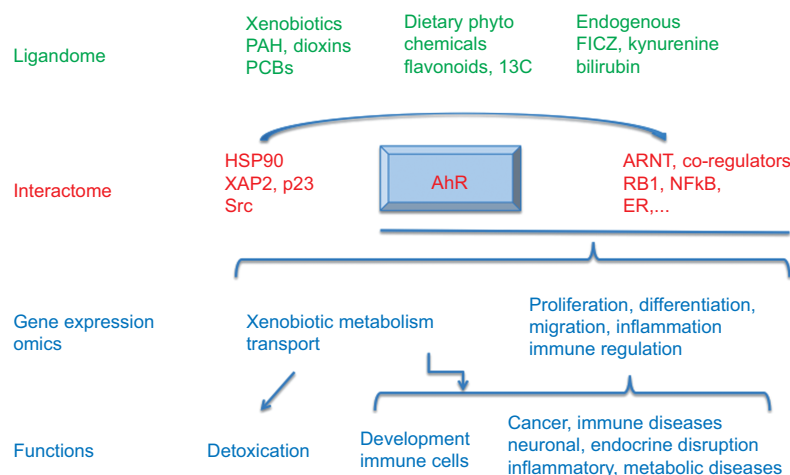 Ligandome
Xenobiotics
PAH, dioxins
PCBs
Dietary phyto
chemicals
flavonoids, 13C
Endogenous
FICZ, kynurenine
bilirubin
Interactome
HSP90
XAP2, p23
Src
AhR
ARNT, co-regulators
RB1, NFkB,
ER,...
Gene expression
omics
Xenobiotic metabolism
transport
Proliferation, differentiation,
migration, inflammation
immune regulation
Functions
Detoxication
Development
immune cells
Cancer, immune diseases
neuronal, endocrine disruption
inflammatory, metabolic diseases